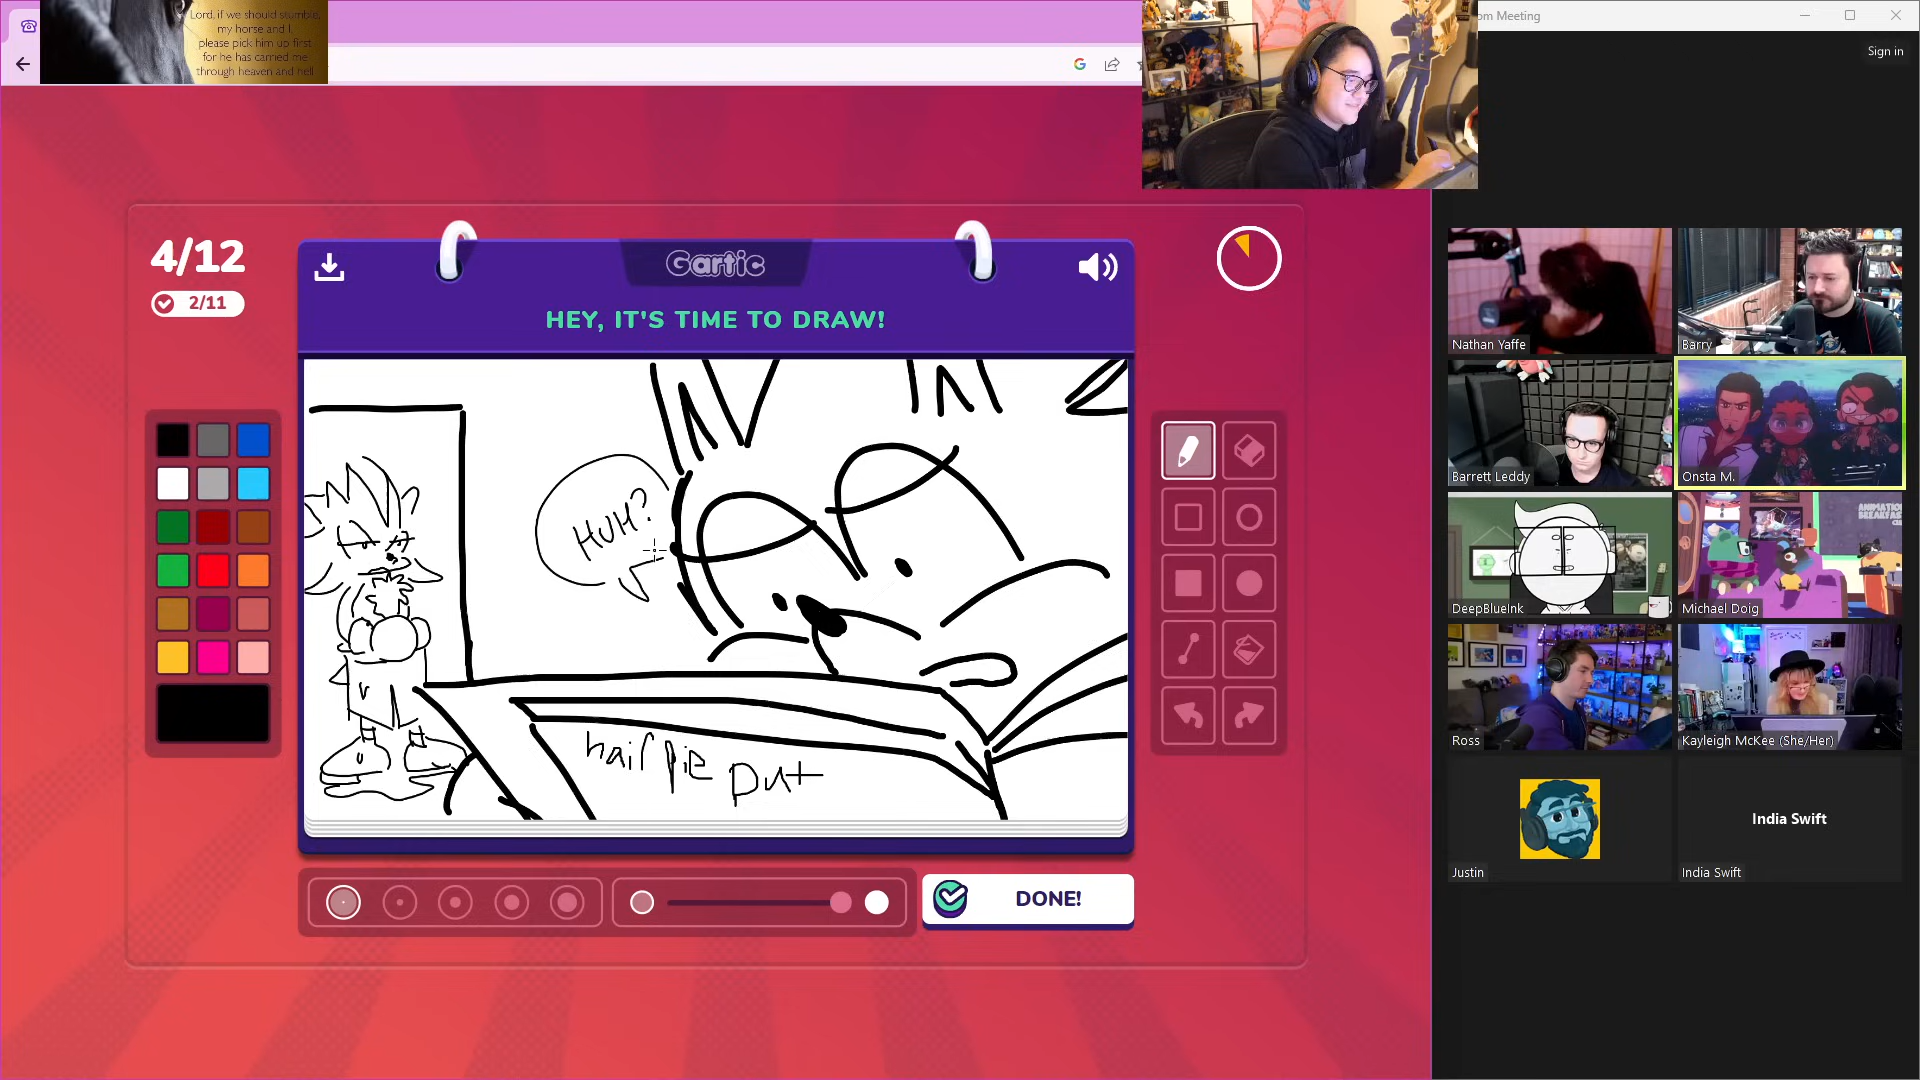 Lord, if we should stumble,
my horse and I,
please pick him up first
for he has carried me
through heaven and hell
om Meeting
Sign in
4/12
2/11
Gartic
HEY, IT'S TIME TO DRAW!
HUH?
hair pie put
DONE!
Nathan Yaffe
Barry
Barrett Leddy
Onsta M.
DeepBlueInk
ANIMATION
BREAKFAST
Michael Doig
Ross
Kayleigh McKee (She/Her)
India Swift
Justin
India Swift